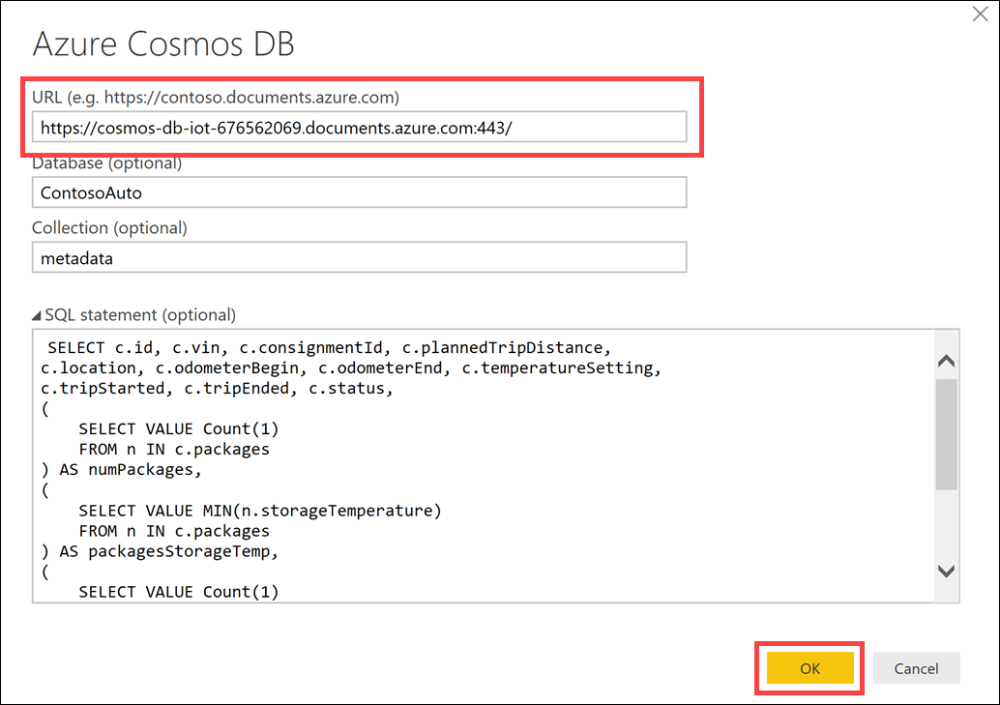 Azure Cosmos DB
URL (e.g. https://contoso.documents.azure.com)
https://cosmos-db-iot-676562069.documents.azure.com:443/
Database (optional)
ContosoAuto
Collection (optional)
metadata
SQL statement (optional)
SELECT c.id, c.vin, c.consignmentId, c.plannedTripDistance,
c.location, c.odometerBegin, c.odometerEnd, c.temperatureSetting,
c.tripStarted, c.tripEnded, c.status,
(
    SELECT VALUE Count(1)
    FROM n IN c.packages
) AS numPackages,
(
    SELECT VALUE MIN(n.storageTemperature)
    FROM n IN c.packages
) AS packagesStorageTemp,
(
    SELECT VALUE Count(1)
OK Cancel